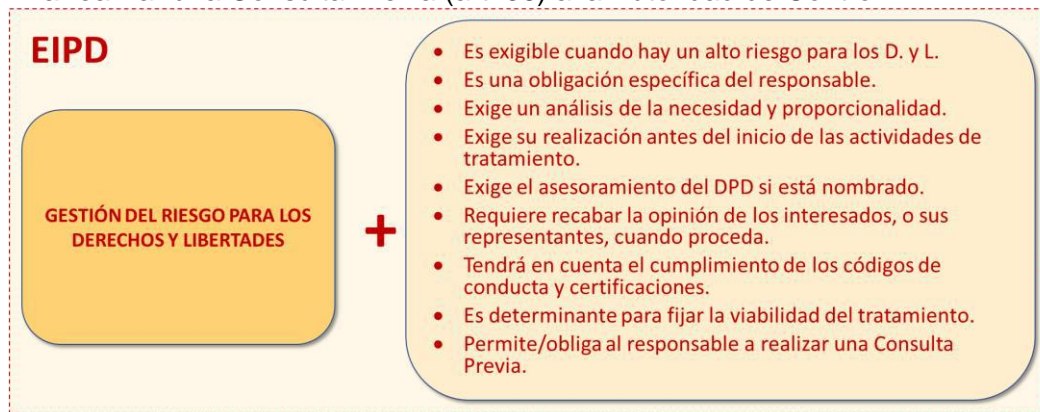 EIPD
GESTIÓN DEL RIESGO PARA LOS
DERECHOS Y LIBERTADES
+
• Es exigible cuando hay un alto riesgo para los D. y L.
• Es una obligación específica del responsable.
• Exige un análisis de la necesidad y proporcionalidad.
• Exige su realización antes del inicio de las actividades de
tratamiento.
• Exige el asesoramiento del DPD si está nombrado.
• Requiere recabar la opinión de los interesados, o sus
representantes, cuando proceda.
• Tendrá en cuenta el cumplimiento de los códigos de
conducta y certificaciones.
• Es determinante para fijar la viabilidad del tratamiento.
• Permite/obliga al responsable a realizar una Consulta
Previa.